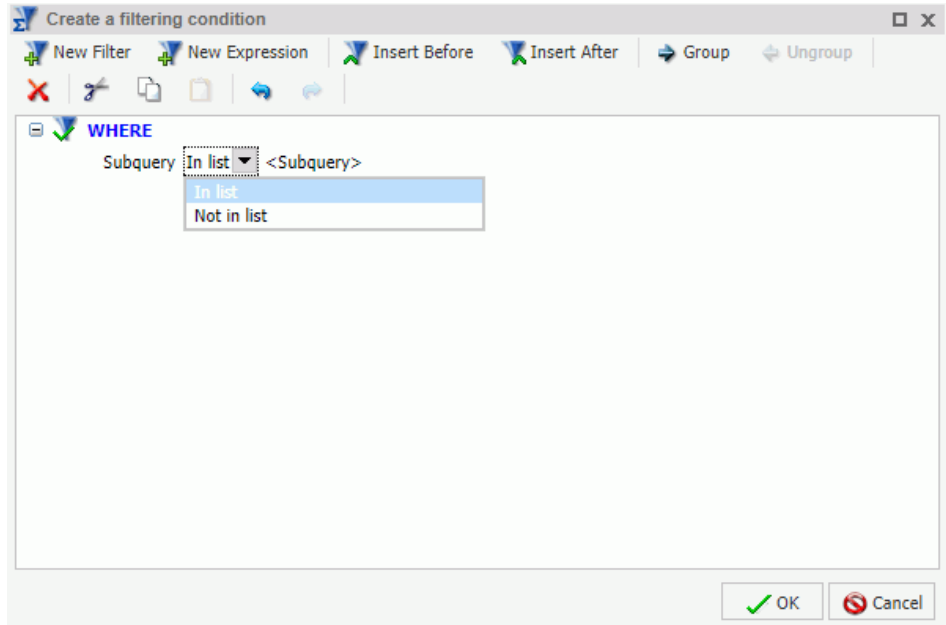 Create a filtering condition
New Filter New Expression Insert Before Insert After Group Ungroup
WHERE
Subquery In list <Subquery>
In list
Not in list
OK Cancel